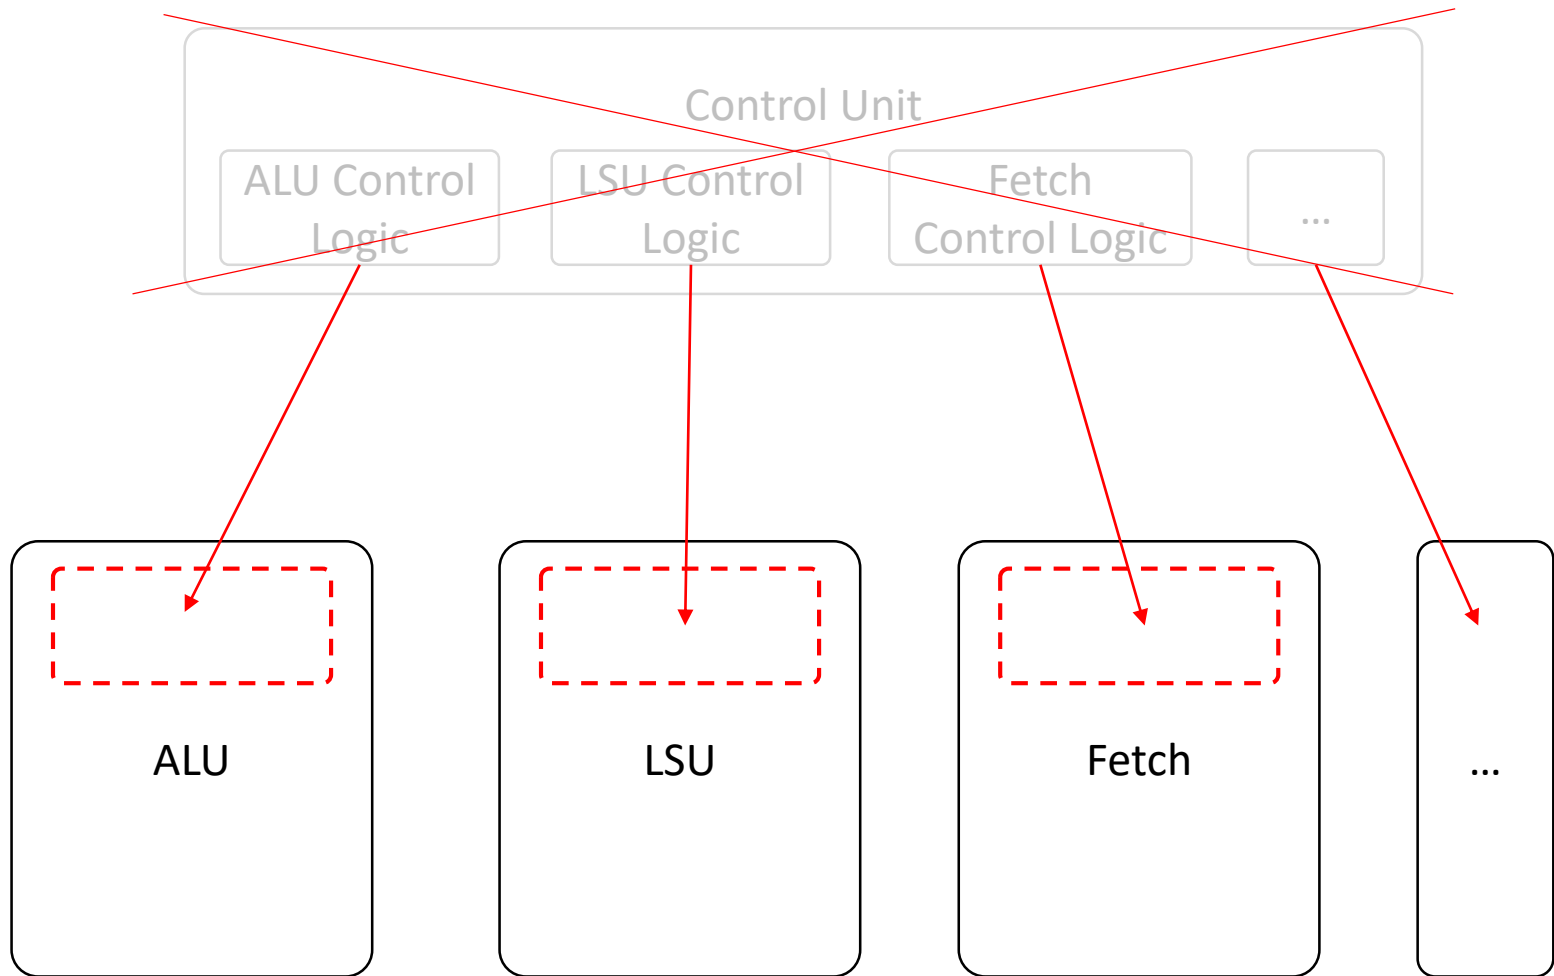 Control Unit
ALU Control
Logic
LSU Control
Logic
Fetch
Control Logic
...
ALU
LSU
Fetch
...